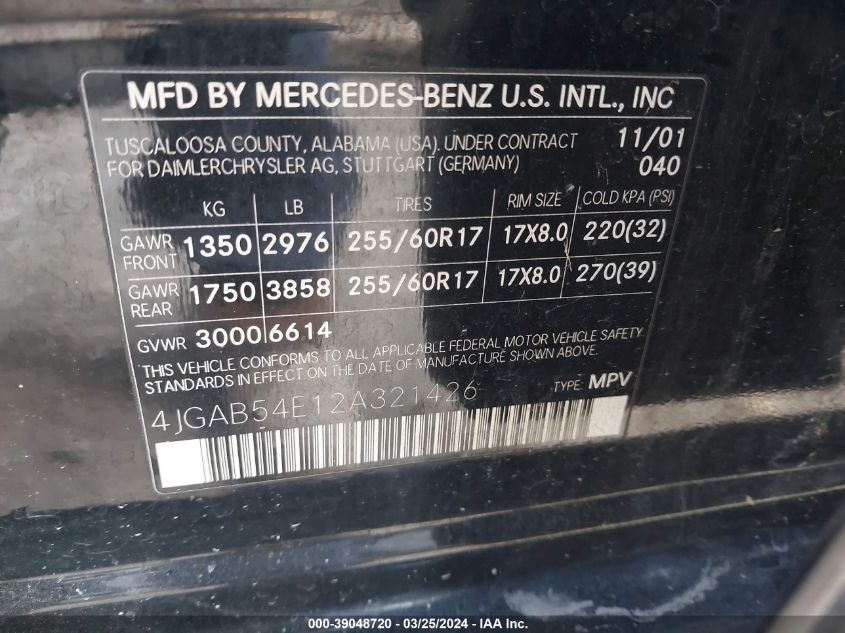 MFD BY MERCEDES-BENZ U.S. INTL., INC
TUSCALOOSA COUNTY, ALABAMA (USA). UNDER CONTRACT 11/01
FOR DAIMLERCHRYSLER AG, STUTTGART (GERMANY) 040
KG LB TIRES RIM SIZE COLD KPA (PSI)
GAWR FRONT 1350 2976 255/60R17 17X8.0 220(32)
GAWR REAR 1750 3858 255/60R17 17X8.0 270(39)
GVWR 3000 6614
THIS VEHICLE CONFORMS TO ALL APPLICABLE FEDERAL MOTOR VEHICLE SAFETY
STANDARDS IN EFFECT ON THE DATE OF MANUFACTURE SHOWN ABOVE.
4JGAB54E12A321426 TYPE: MPV
000-39048720 - 03/25/2024 - IAA Inc.